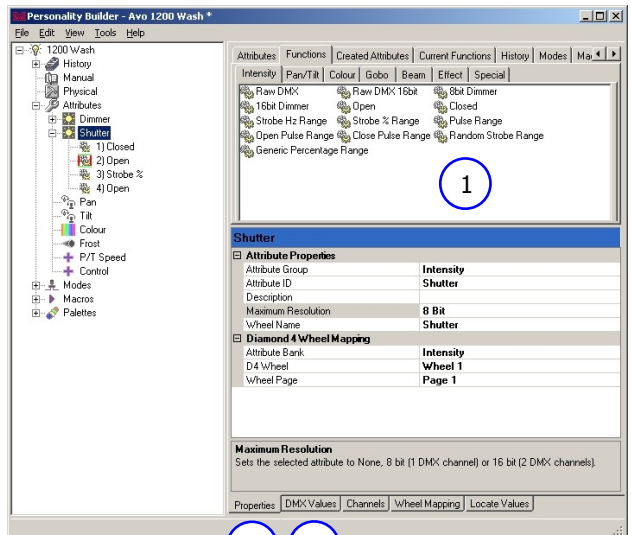 Personality Builder - Avo 1200 Wash *
File Edit View Tools Help
1200 Wash
History
Manual
Physical
Attributes
Dimmer
Shutter
1) Closed
2) Open
3) Strobe %
4) Open
Pan
Tilt
Colour
Frost
P/T Speed
Control
Modes
Macros
Palettes
Attributes Functions Created Attributes Current Functions History Modes
Intensity Pan/Tilt Colour Gobo Beam Effect Special
Raw DMX Raw DMX 16bit 8bit Dimmer
16bit Dimmer Open Closed
Strobe Hz Range Strobe % Range Pulse Range
Open Pulse Range Close Pulse Range Random Strobe Range
Generic Percentage Range
1
Shutter
Attribute Properties
Attribute Group Intensity
Attribute ID Shutter
Description
Maximum Resolution 8 Bit
Wheel Name Shutter
Diamond 4 Wheel Mapping
Attribute Bank Intensity
D4 Wheel Wheel 1
Wheel Page Page 1
Maximum Resolution
Sets the selected attribute to None, 8 bit (1 DMX channel) or 16 bit (2 DMX channels).
Properties DMX Values Channels Wheel Mapping Locate Values